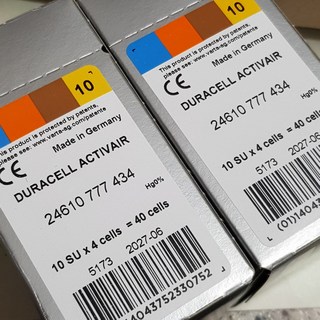 10
This product is protected by patents,
please see: www.varta-ag.com/patents
Made in Germany
DURACELL ACTIVAIR
24610 777 434
Hg0%
10 SU x 4 cells = 40 cells
5173 2027-06
14043752330752
10
This product is protected by patents,
please see: www.varta-ag.com/patents
CE
Made in Germany
DURACELL ACTIVAIR
24610 777 434
Hg0%
10 SU x 4 cells = 40 cells
5173 2027-06
(01)140437